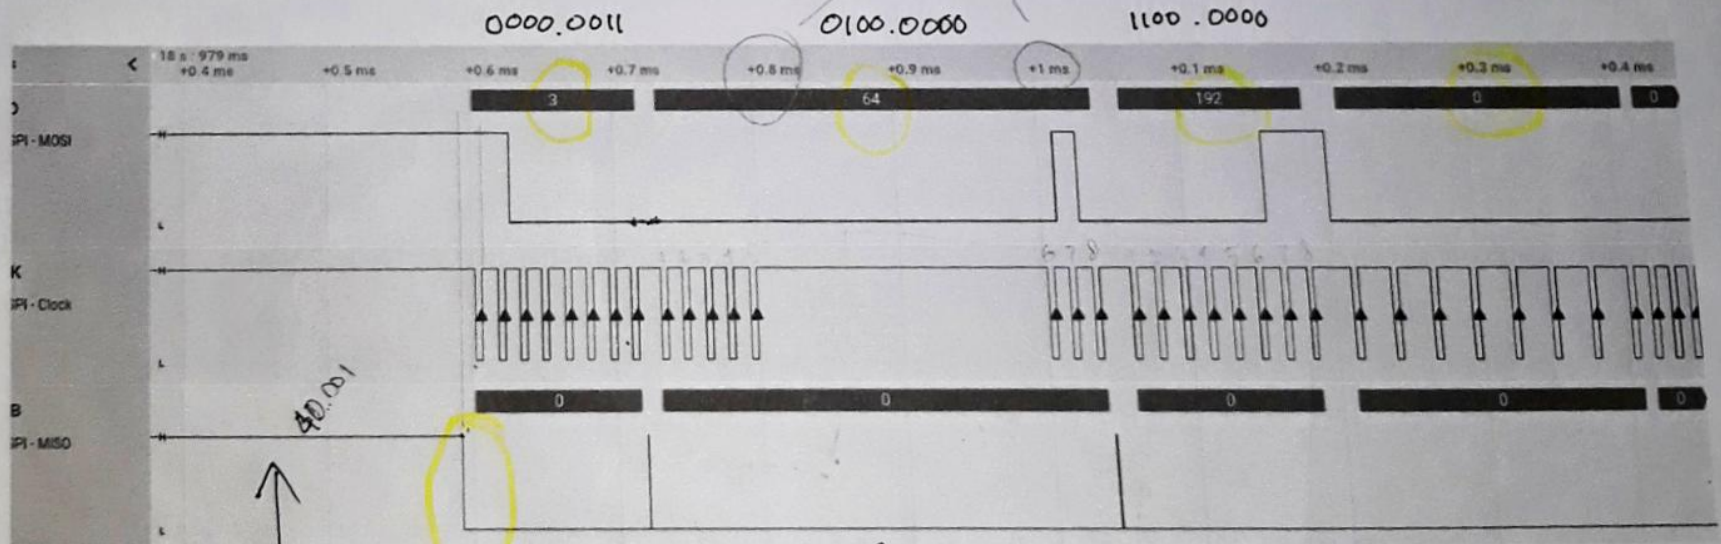 0000.0011 0100.0000 1100.0000
18 s : 979 ms
+0.4 ms +0.5 ms +0.6 ms +0.7 ms +0.8 ms +0.9 ms +1 ms +0.1 ms +0.2 ms +0.3 ms +0.4 ms
3 64 192 0 0
SPI - MOSI
H
L
6 7 8
K
H
SPI - Clock
L
B
0 0 0 0 0
SPI - MISO
H
L